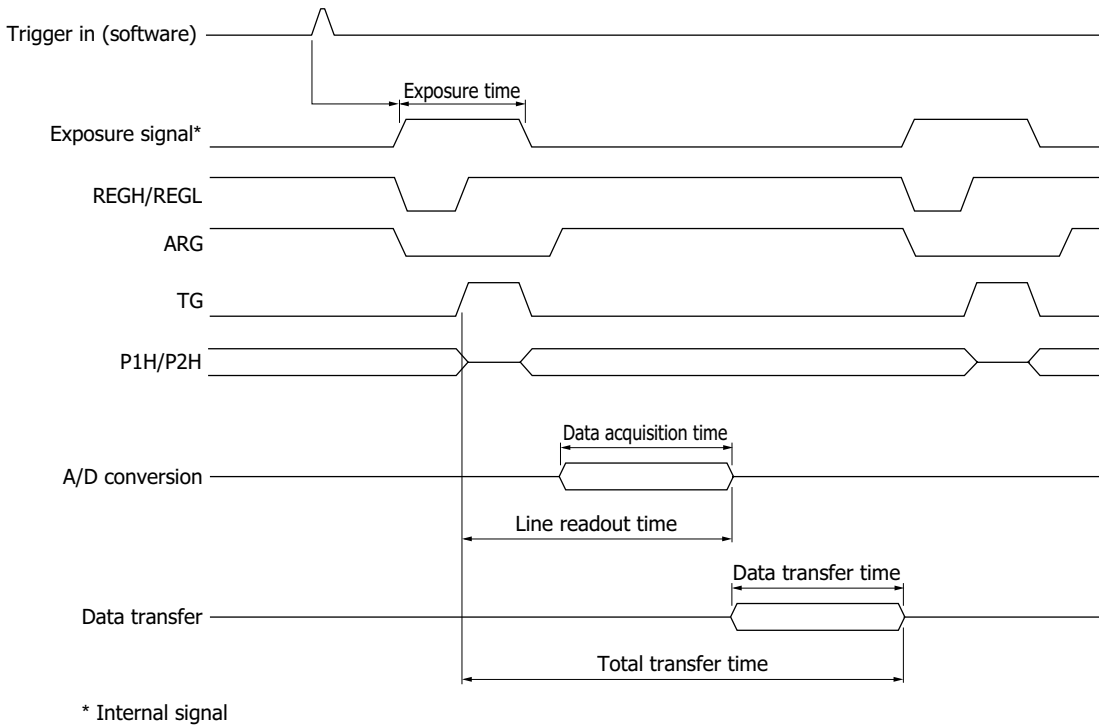 Trigger in (software)
Exposure time
Exposure signal*
REGH/REGL
ARG
TG
P1H/P2H
Data acquisition time
A/D conversion
Line readout time
Data transfer time
Data transfer
Total transfer time
* Internal signal